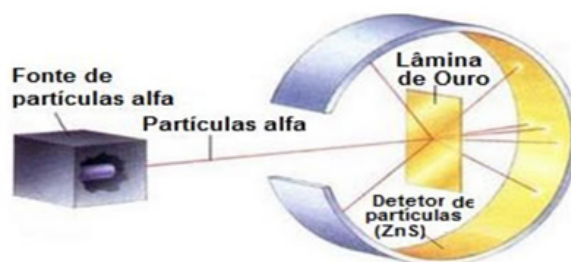 Fonte de
partículas alfa
Partículas alfa
Lâmina
de Ouro
Detetor de
partículas
(ZnS)